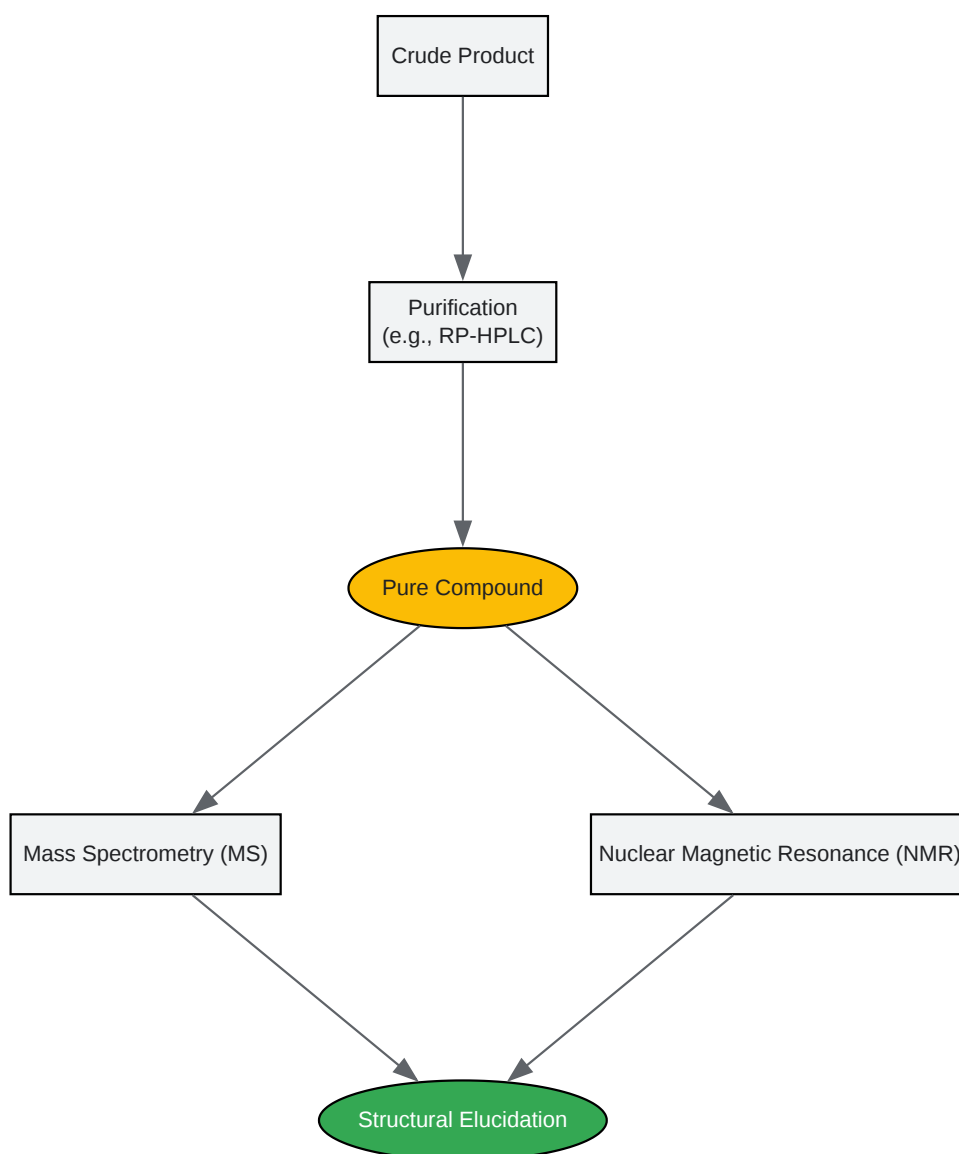 Crude Product
Purification
(e.g., RP-HPLC)
Pure Compound
Mass Spectrometry (MS)
Nuclear Magnetic Resonance (NMR)
Structural Elucidation